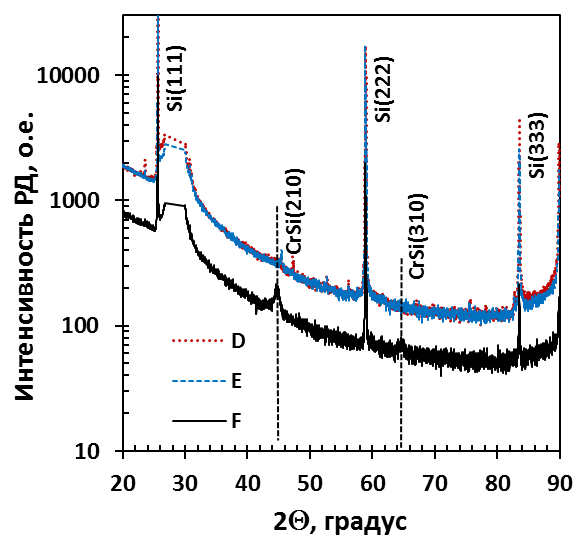 Интенсивность РД, о.е.
10000
1000
100
10
Si(111)
CrSi(210)
Si(222)
CrSi(310)
Si(333)
D
E
F
20 30 40 50 60 70 80 90
2Θ, градус